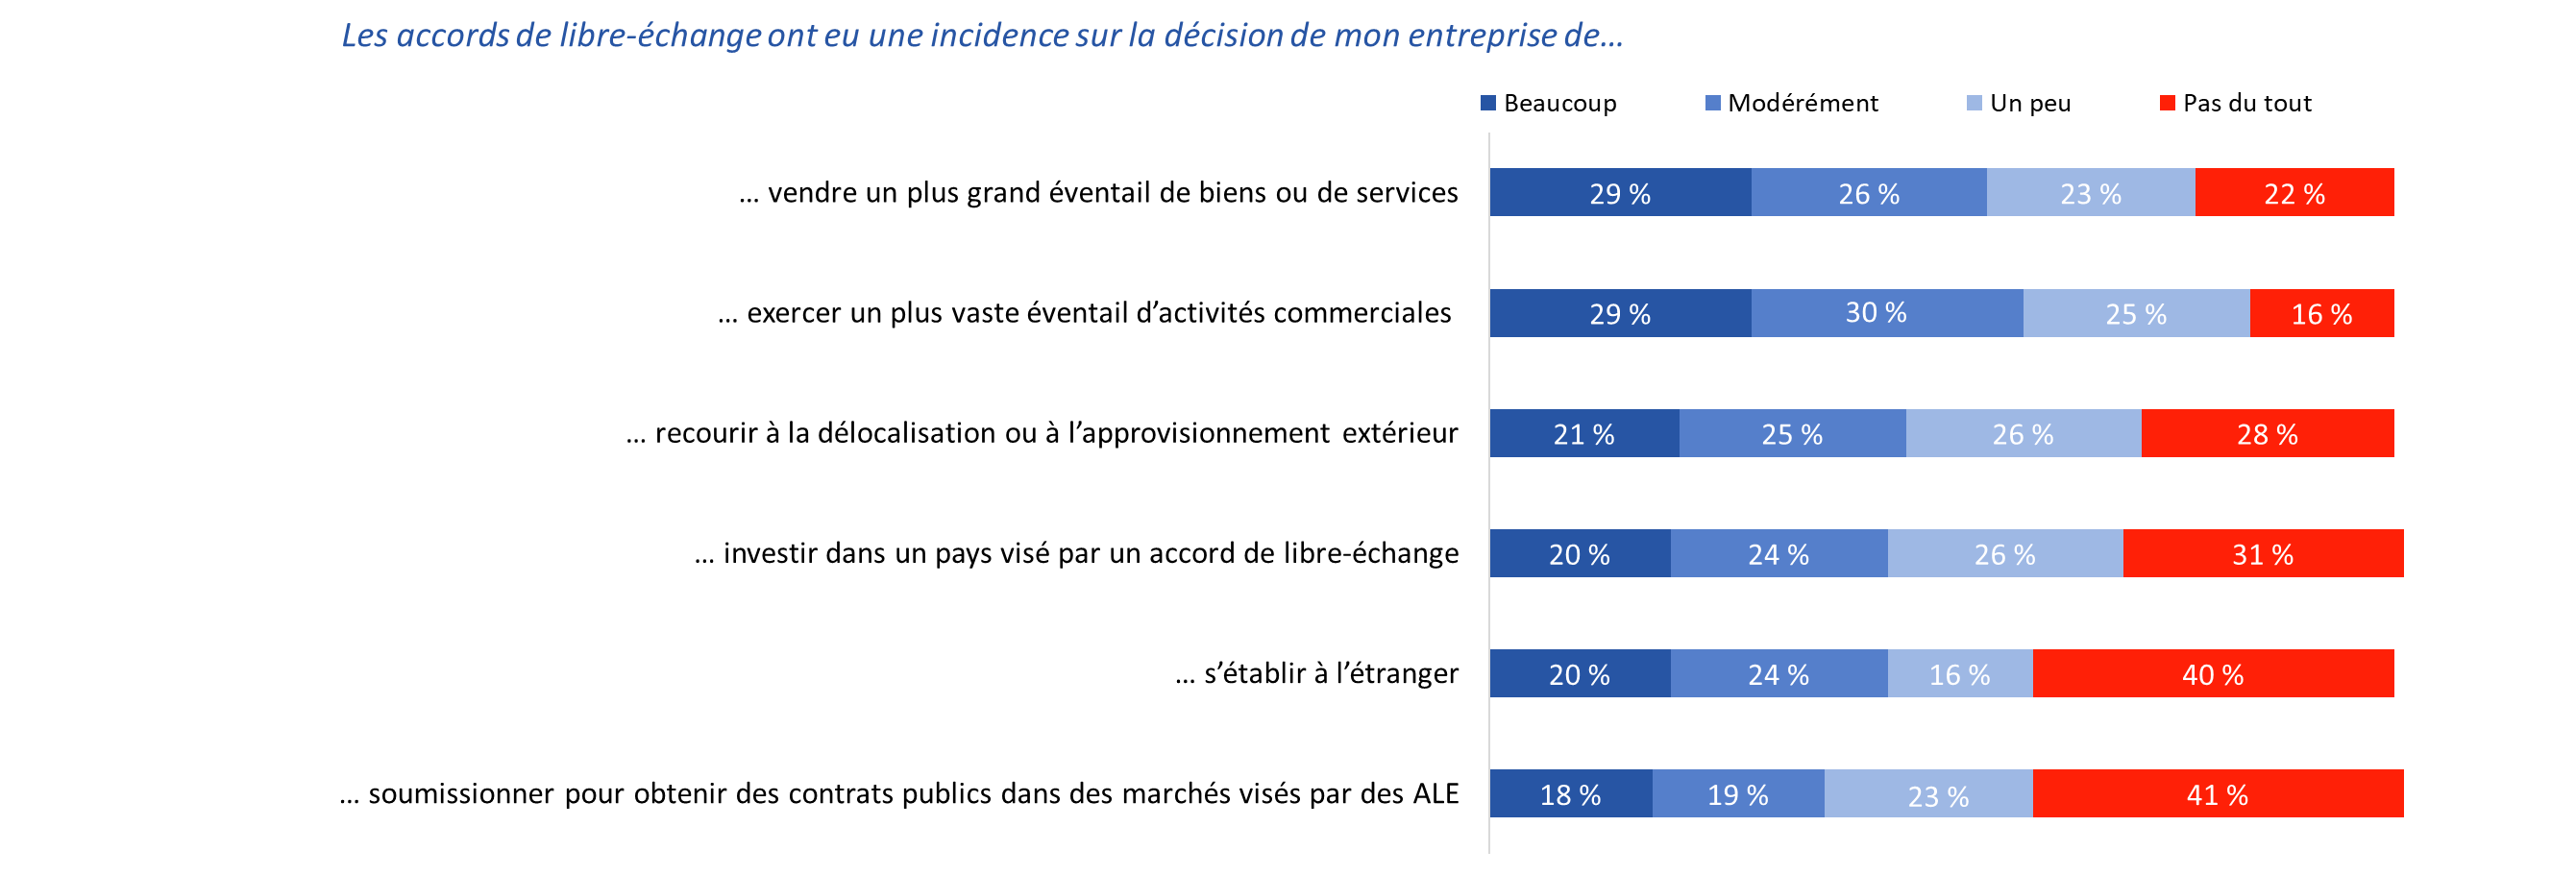 Les accords de libre-échange ont eu une incidence sur la décision de mon entreprise de…
Beaucoup Modérément Un peu Pas du tout
… vendre un plus grand éventail de biens ou de services 29 % 26 % 23 % 22 %
… exercer un plus vaste éventail d’activités commerciales 29 % 30 % 25 % 16 %
… recourir à la délocalisation ou à l’approvisionnement extérieur 21 % 25 % 26 % 28 %
… investir dans un pays visé par un accord de libre-échange 20 % 24 % 26 % 31 %
… s’établir à l’étranger 20 % 24 % 16 % 40 %
… soumissionner pour obtenir des contrats publics dans des marchés visés par des ALE 18 % 19 % 23 % 41 %